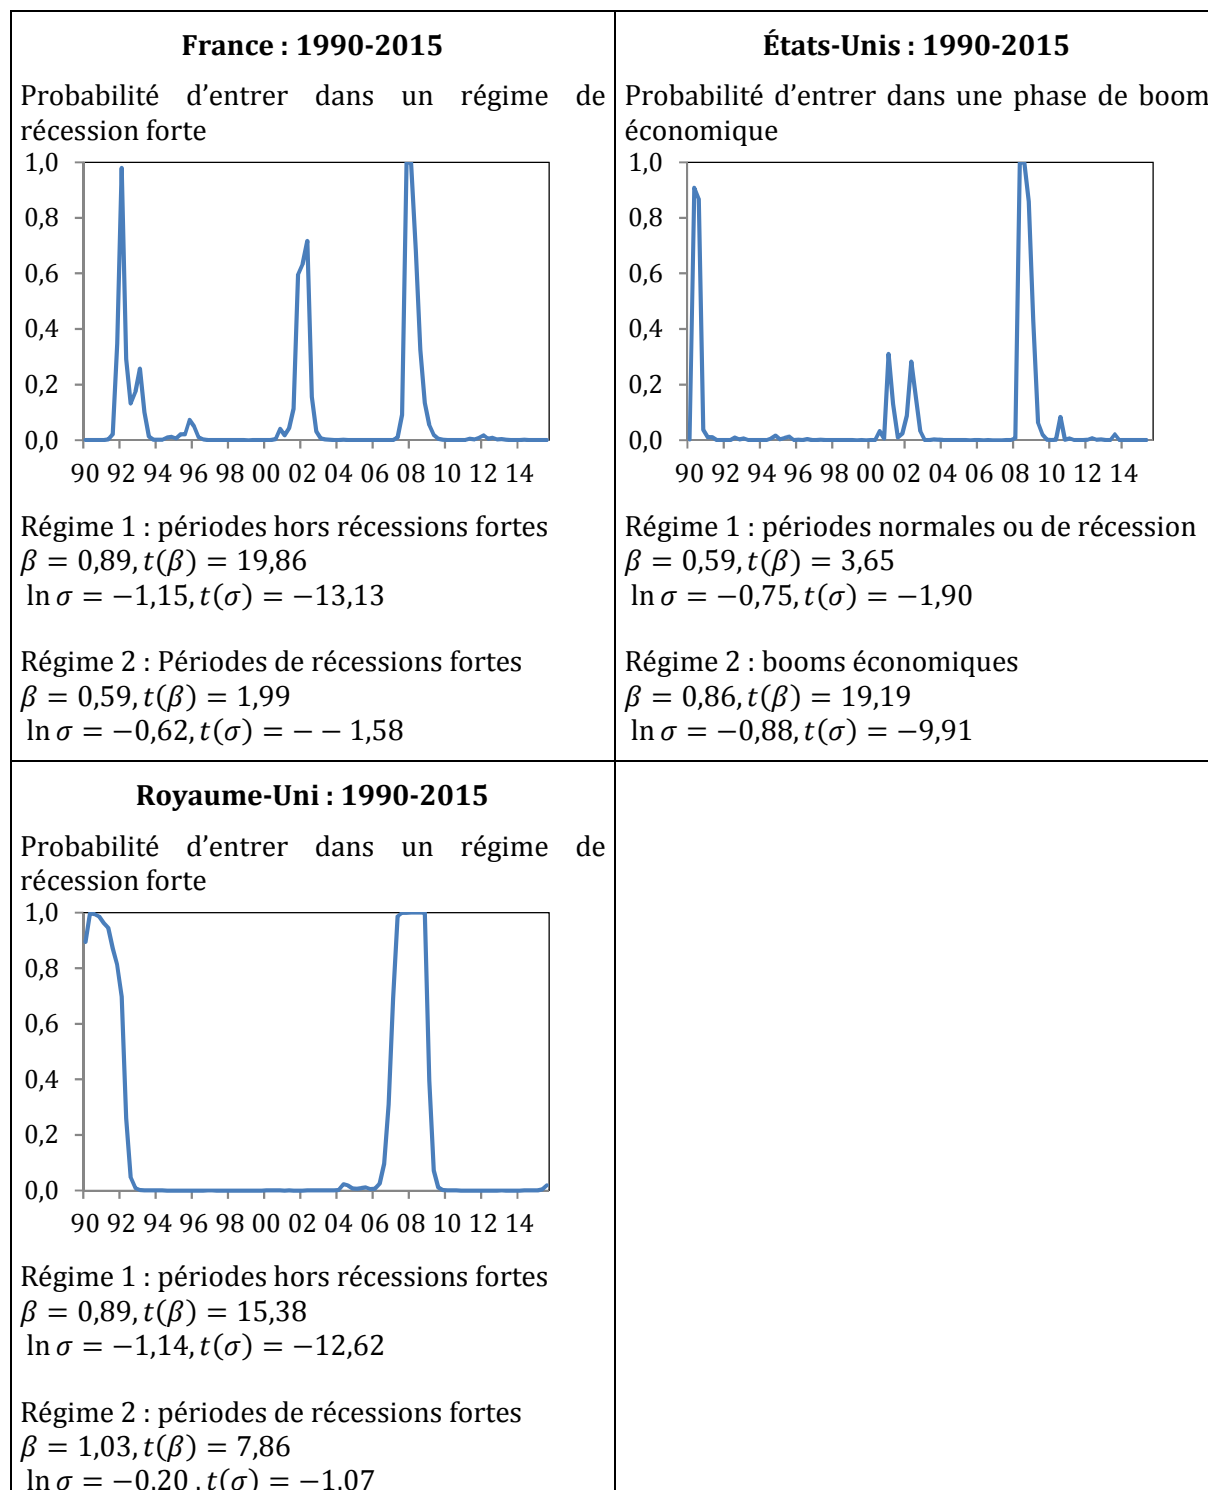 France : 1990-2015
Probabilité d'entrer dans un régime de
récession forte
1,0
0,8
0,6
0,4
0,2
0,0
90 92 94 96 98 00 02 04 06 08 10 12 14
Régime 1 : périodes hors récessions fortes
β = 0,89, t(β) = 19,86
ln σ = −1,15, t(σ) = −13,13
Régime 2 : Périodes de récessions fortes
β = 0,59, t(β) = 1,99
ln σ = −0,62, t(σ) = − − 1,58
États-Unis : 1990-2015
Probabilité d'entrer dans une phase de boom
économique
1,0
0,8
0,6
0,4
0,2
0,0
90 92 94 96 98 00 02 04 06 08 10 12 14
Régime 1 : périodes normales ou de récession
β = 0,59, t(β) = 3,65
ln σ = −0,75, t(σ) = −1,90
Régime 2 : booms économiques
β = 0,86, t(β) = 19,19
ln σ = −0,88, t(σ) = −9,91
Royaume-Uni : 1990-2015
Probabilité d'entrer dans un régime de
récession forte
1,0
0,8
0,6
0,4
0,2
0,0
90 92 94 96 98 00 02 04 06 08 10 12 14
Régime 1 : périodes hors récessions fortes
β = 0,89, t(β) = 15,38
ln σ = −1,14, t(σ) = −12,62
Régime 2 : périodes de récessions fortes
β = 1,03, t(β) = 7,86
ln σ = −0,20 , t(σ) = −1,07